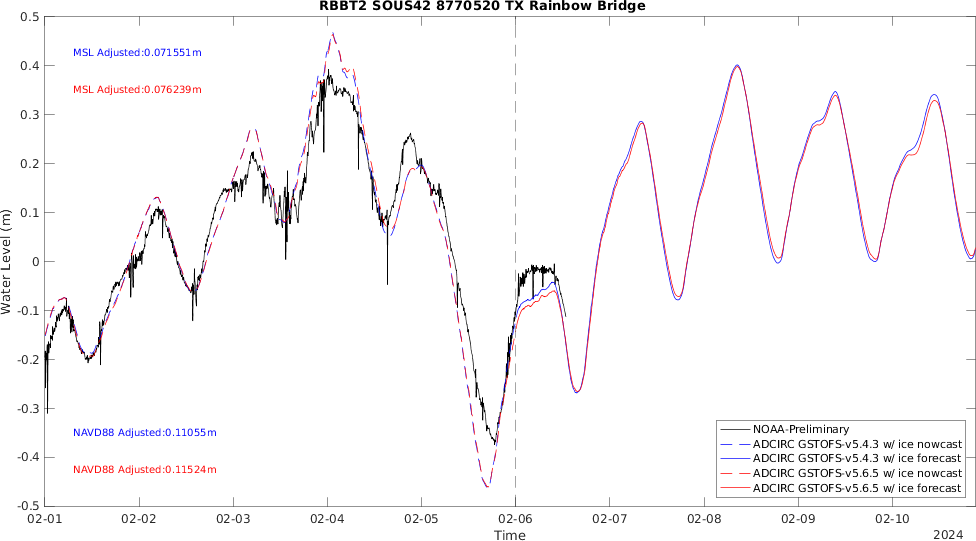 RBBT2 SOUS42 8770520 TX Rainbow Bridge
0.5
0.4
0.3
0.2
0.1
0
-0.1
-0.2
-0.3
-0.4
-0.5
Water Level (m)
MSL Adjusted:0.071551m
MSL Adjusted:0.076239m
NAVD88 Adjusted:0.11055m
NAVD88 Adjusted:0.11524m
NOAA-Preliminary
ADCIRC GSTOFS-v5.4.3 w/ ice nowcast
ADCIRC GSTOFS-v5.4.3 w/ ice forecast
ADCIRC GSTOFS-v5.6.5 w/ ice nowcast
ADCIRC GSTOFS-v5.6.5 w/ ice forecast
02-01 02-02 02-03 02-04 02-05 02-06 02-07 02-08 02-09 02-10
Time
2024